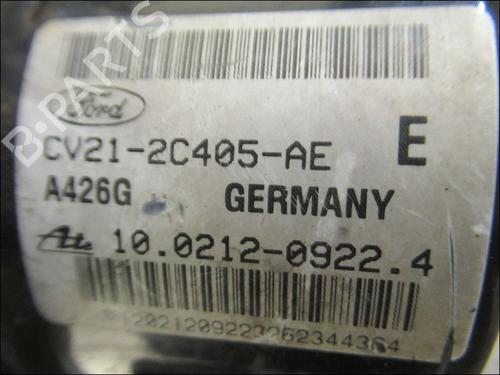 B-PARTS
Ford
CV21-2C405-AE E
A426G GERMANY
Ate 10.0212-0922.4